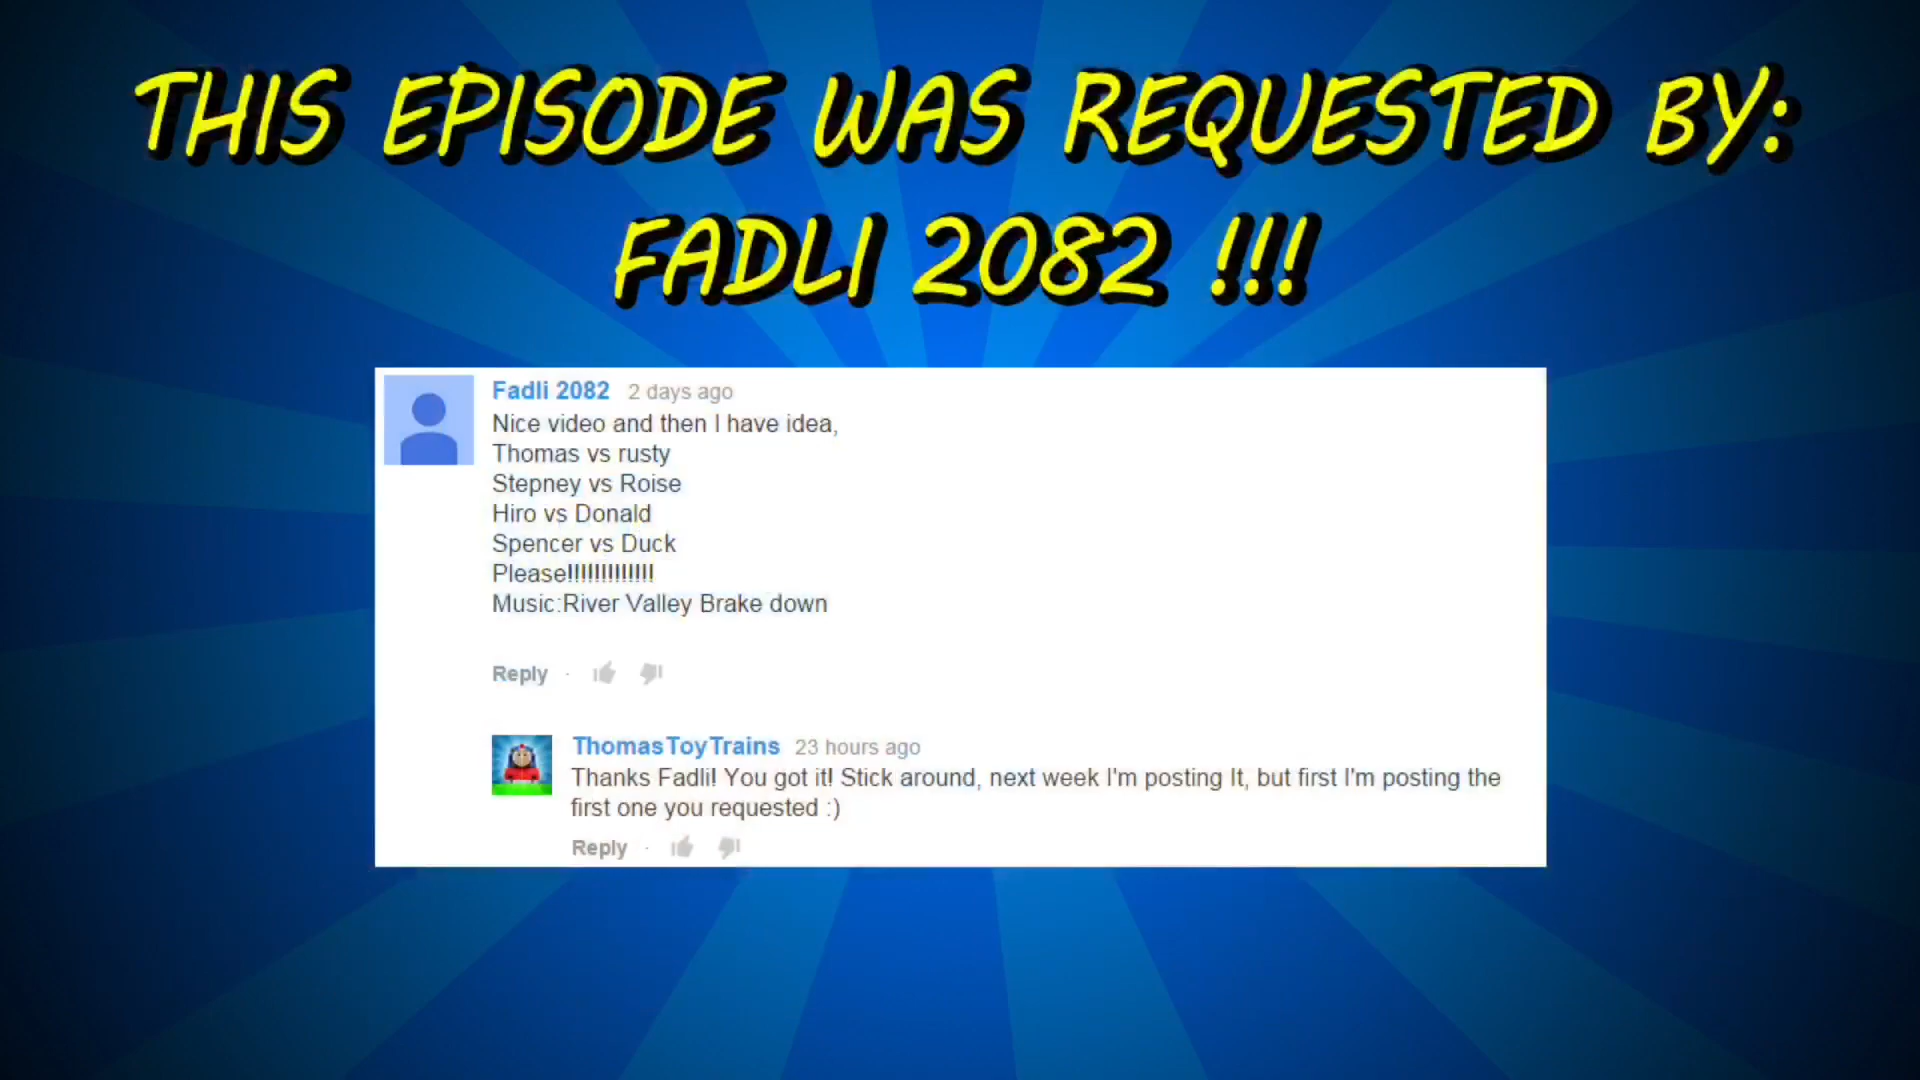 THIS EPISODE WAS REQUESTED BY:
FADLI 2082 !!!
Fadli 2082 2 days ago
Nice video and then I have idea,
Thomas vs rusty
Stepney vs Roise
Hiro vs Donald
Spencer vs Duck
Please!!!!!!!!!!!!!
Music:River Valley Brake down
Reply ·
ThomasToyTrains 23 hours ago
Thanks Fadli! You got it! Stick around, next week I'm posting It, but first I'm posting the
first one you requested :)
Reply ·